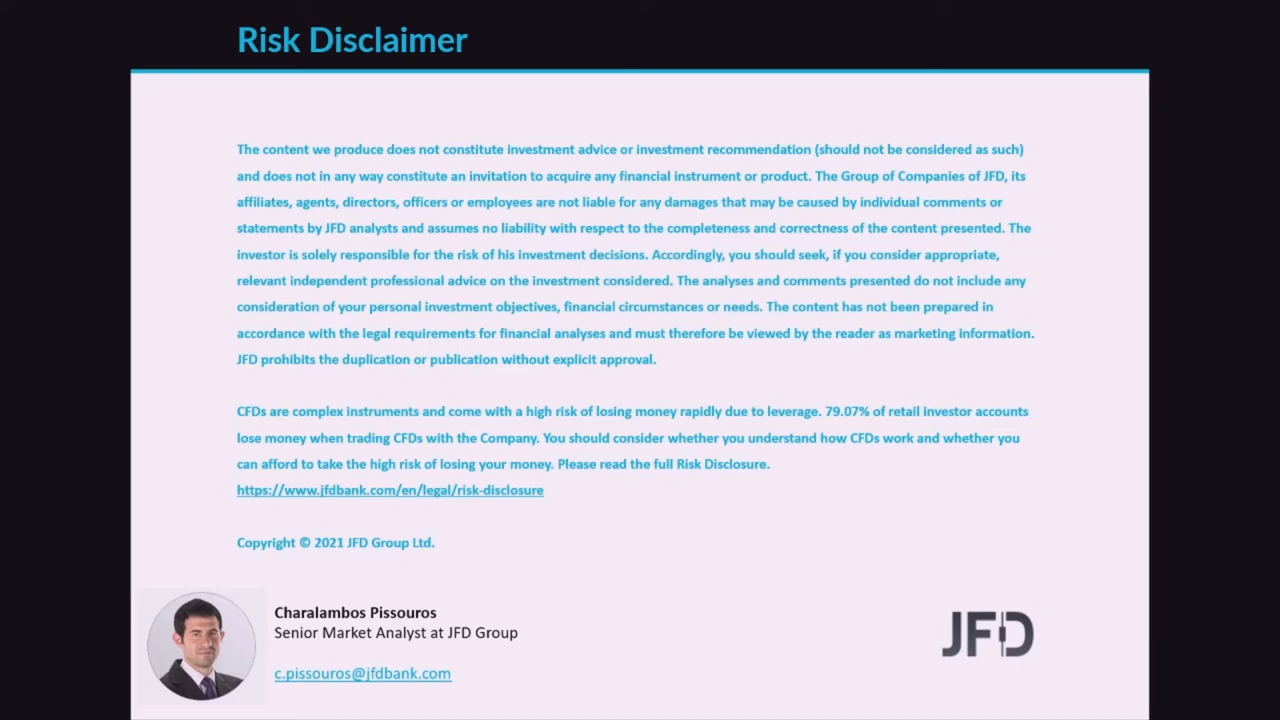 Risk Disclaimer
The content we produce does not constitute investment advice or investment recommendation (should not be considered as such)
and does not in any way constitute an invitation to acquire any financial instrument or product. The Group of Companies of JFD, its
affiliates, agents, directors, officers or employees are not liable for any damages that may be caused by individual comments or
statements by JFD analysts and assumes no liability with respect to the completeness and correctness of the content presented. The
investor is solely responsible for the risk of his investment decisions. Accordingly, you should seek, if you consider appropriate,
relevant independent professional advice on the investment considered. The analyses and comments presented do not include any
consideration of your personal investment objectives, financial circumstances or needs. The content has not been prepared in
accordance with the legal requirements for financial analyses and must therefore be viewed by the reader as marketing information.
JFD prohibits the duplication or publication without explicit approval.
CFDs are complex instruments and come with a high risk of losing money rapidly due to leverage. 79.07% of retail investor accounts
lose money when trading CFDs with the Company. You should consider whether you understand how CFDs work and whether you
can afford to take the high risk of losing your money. Please read the full Risk Disclosure.
https://www.jfdbank.com/en/legal/risk-disclosure
Copyright © 2021 JFD Group Ltd.
Charalambos Pissouros
Senior Market Analyst at JFD Group
c.pissouros@jfdbank.com
JFD